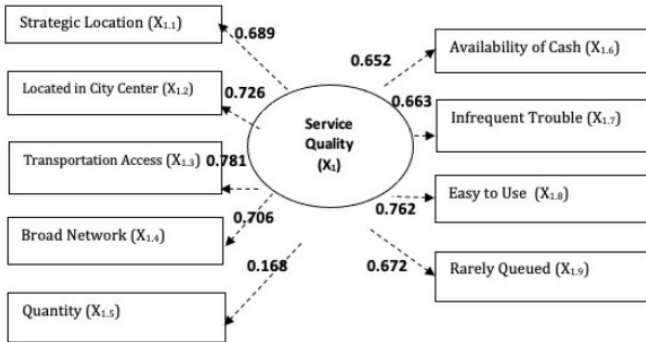 Strategic Location (X1.1)
0.689
Located in City Center (X1.2)
0.726
Transportation Access (X1.3)
0.781
Broad Network (X1.4)
0.706
Quantity (X1.5)
0.168
Service
Quality
(X1)
0.652
Availability of Cash (X1.6)
0.663
Infrequent Trouble (X1.7)
0.762
Easy to Use (X1.8)
0.672
Rarely Queued (X1.9)